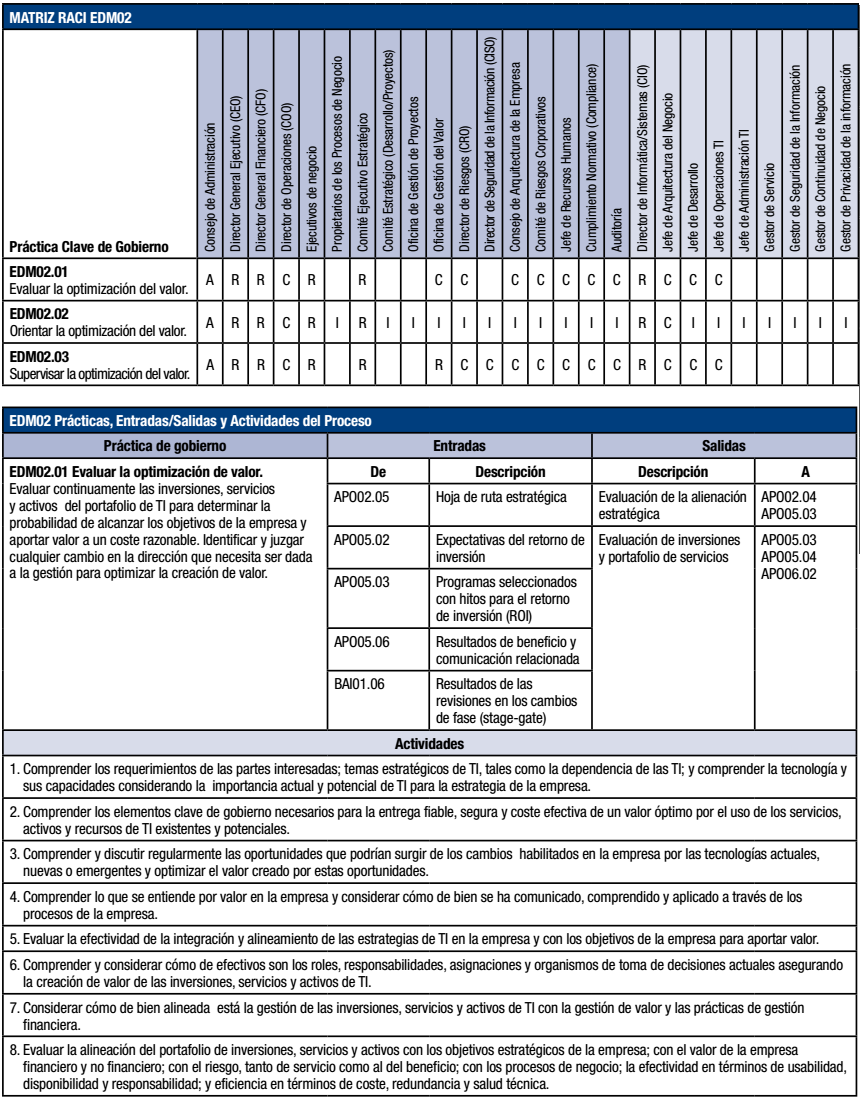 MATRIZ RACI EDM02
Práctica Clave de Gobierno
Consejo de Administración
Director General Ejecutivo (CEO)
Director General Financiero (CFO)
Director de Operaciones (COO)
Ejecutivos de negocio
Propietarios de los Procesos de Negocio
Comité Ejecutivo Estratégico
Comité Estratégico (Desarrollo/Proyectos)
Oficina de Gestión de Proyectos
Oficina de Gestión del Valor
Director de Riesgos (CRO)
Director de Seguridad de la Información (CISO)
Consejo de Arquitectura de la Empresa
Comité de Riesgos Corporativos
Jefe de Recursos Humanos
Cumplimiento Normativo (Compliance)
Auditoría
Director de Informática/Sistemas (CIO)
Jefe de Arquitectura del Negocio
Jefe de Desarrollo
Jefe de Operaciones TI
Jefe de Administración TI
Gestor de Servicio
Gestor de Seguridad de la Información
Gestor de Continuidad de Negocio
Gestor de Privacidad de la información
EDM02.01
Evaluar la optimización del valor.
A R R C R R C C C C C C C R C C C
EDM02.02
Orientar la optimización del valor.
A R R C R I R I I I I I I I I I I R C I I I I I I I
EDM02.03
Supervisar la optimización del valor.
A R R C R R R C C C C C C C R C C C
EDM02 Prácticas, Entradas/Salidas y Actividades del Proceso
Práctica de gobierno Entradas Salidas
EDM02.01 Evaluar la optimización de valor.
Evaluar continuamente las inversiones, servicios
y activos del portafolio de TI para determinar la
probabilidad de alcanzar los objetivos de la empresa y
aportar valor a un coste razonable. Identificar y juzgar
cualquier cambio en la dirección que necesita ser dada
a la gestión para optimizar la creación de valor.
De Descripción Descripción A
APO02.05 Hoja de ruta estratégica
Evaluación de la alienación
estratégica
APO02.04
APO05.03
APO05.02 Expectativas del retorno de
inversión
Evaluación de inversiones
y portafolio de servicios
APO05.03
APO05.04
APO06.02
APO05.03 Programas seleccionados
con hitos para el retorno
de inversión (ROI)
APO05.06 Resultados de beneficio y
comunicación relacionada
BAI01.06 Resultados de las
revisiones en los cambios
de fase (stage-gate)
Actividades
1. Comprender los requerimientos de las partes interesadas; temas estratégicos de TI, tales como la dependencia de las TI; y comprender la tecnología y
sus capacidades considerando la importancia actual y potencial de TI para la estrategia de la empresa.
2. Comprender los elementos clave de gobierno necesarios para la entrega fiable, segura y coste efectiva de un valor óptimo por el uso de los servicios,
activos y recursos de TI existentes y potenciales.
3. Comprender y discutir regularmente las oportunidades que podrían surgir de los cambios habilitados en la empresa por las tecnologías actuales,
nuevas o emergentes y optimizar el valor creado por estas oportunidades.
4. Comprender lo que se entiende por valor en la empresa y considerar cómo de bien se ha comunicado, comprendido y aplicado a través de los
procesos de la empresa.
5. Evaluar la efectividad de la integración y alineamiento de las estrategias de TI en la empresa y con los objetivos de la empresa para aportar valor.
6. Comprender y considerar cómo de efectivos son los roles, responsabilidades, asignaciones y organismos de toma de decisiones actuales asegurando
la creación de valor de las inversiones, servicios y activos de TI.
7. Considerar cómo de bien alineada está la gestión de las inversiones, servicios y activos de TI con la gestión de valor y las prácticas de gestión
financiera.
8. Evaluar la alineación del portafolio de inversiones, servicios y activos con los objetivos estratégicos de la empresa; con el valor de la empresa
financiero y no financiero; con el riesgo, tanto de servicio como al del beneficio; con los procesos de negocio; la efectividad en términos de usabilidad,
disponibilidad y responsabilidad; y eficiencia en términos de coste, redundancia y salud técnica.